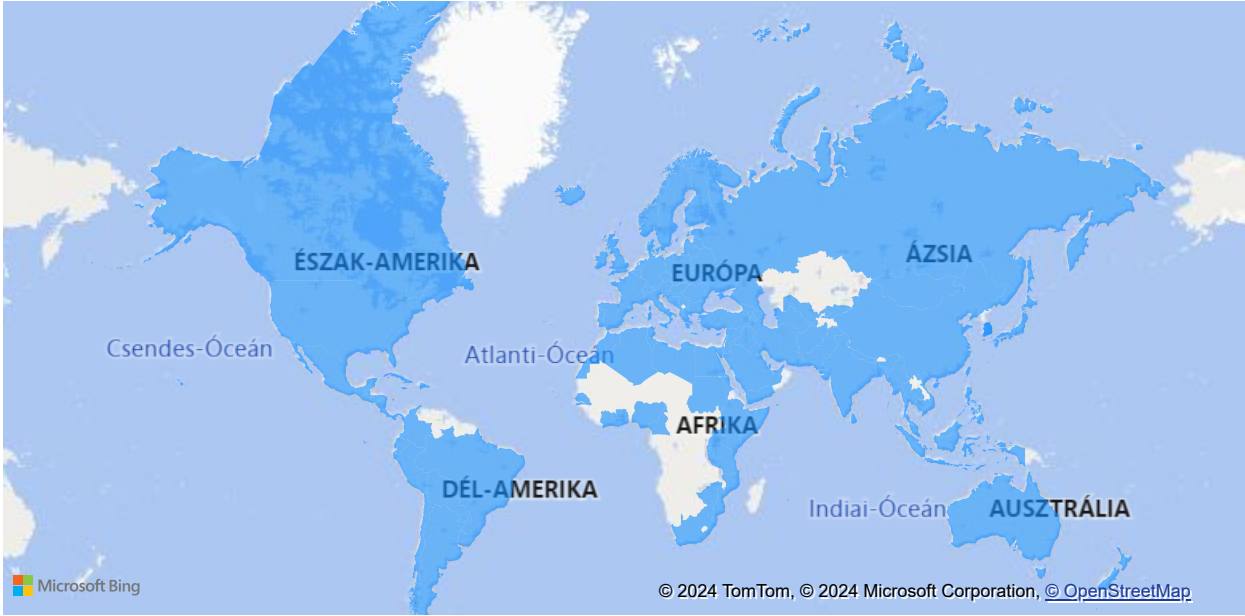 ÉSZAK-AMERIKA
EURÓPA
ÁZSIA
Csendes-Óceán
Atlanti-Óceán
AFRIKA
DÉL-AMERIKA
Indiai-Óceán
AUSZTRÁLIA
Microsoft Bing
© 2024 TomTom, © 2024 Microsoft Corporation, © OpenStreetMap